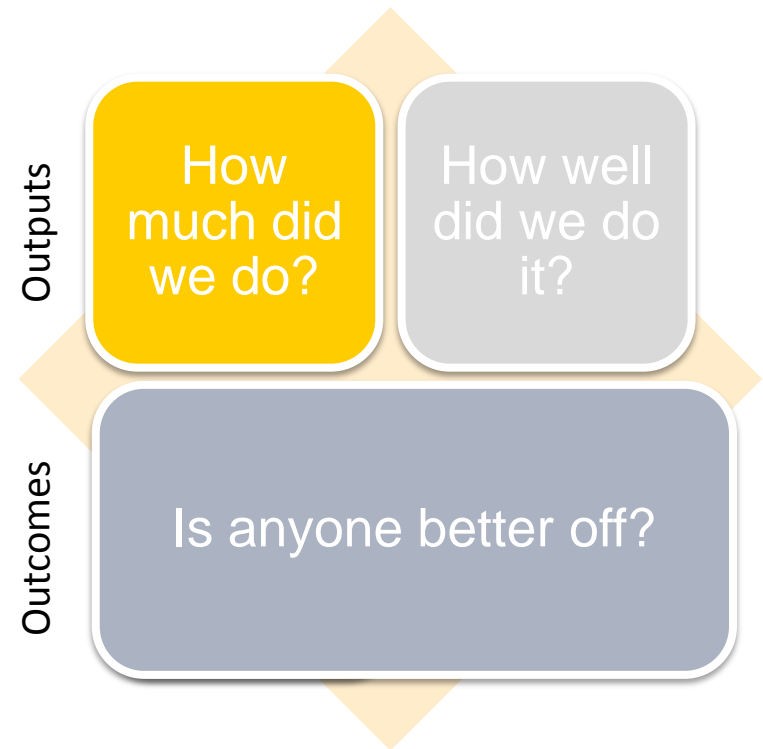 Outputs
How
much did
we do?
How well
did we do
it?
Outcomes
Is anyone better off?